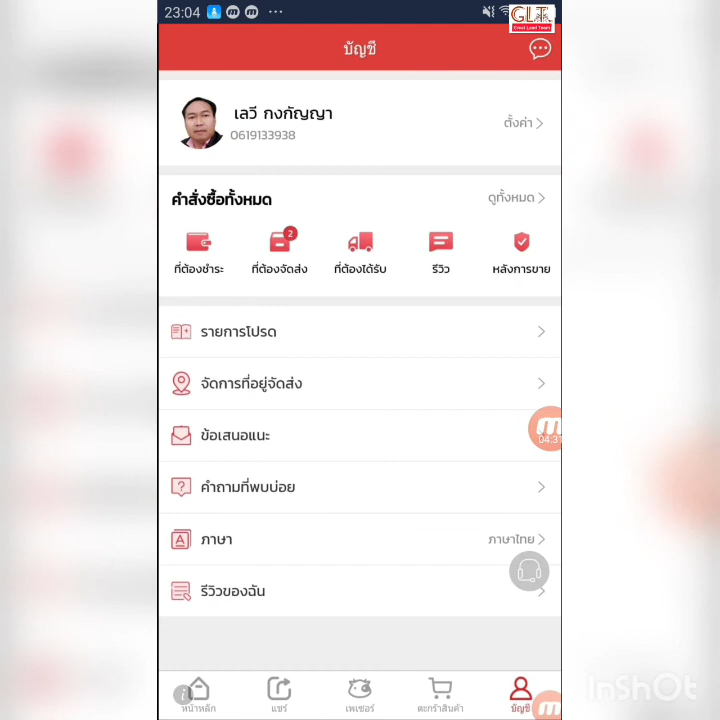 23:04
GLT
Great Lead Team
บัญชี
เลวี กงกัญญา
0619133938
ตั้งค่า
คำสั่งซื้อทั้งหมด
ดูทั้งหมด
2
ที่ต้องชำระ
ที่ต้องจัดส่ง
ที่ต้องได้รับ
รีวิว
หลังการขาย
รายการโปรด
จัดการที่อยู่จัดส่ง
ข้อเสนอแนะ
04:31
คำถามที่พบบ่อย
ภาษา
ภาษาไทย
รีวิวของฉัน
หน้าหลัก
แชร์
เพเซอร์
ตะกร้าสินค้า
บัญชี
InShOt